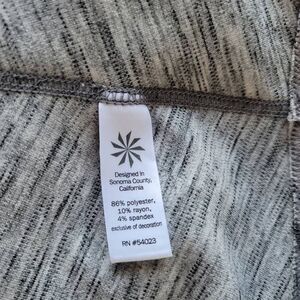 Designed in
Sonoma County,
California
86% polyester,
10% rayon,
4% spandex
exclusive of decoration
RN #54023